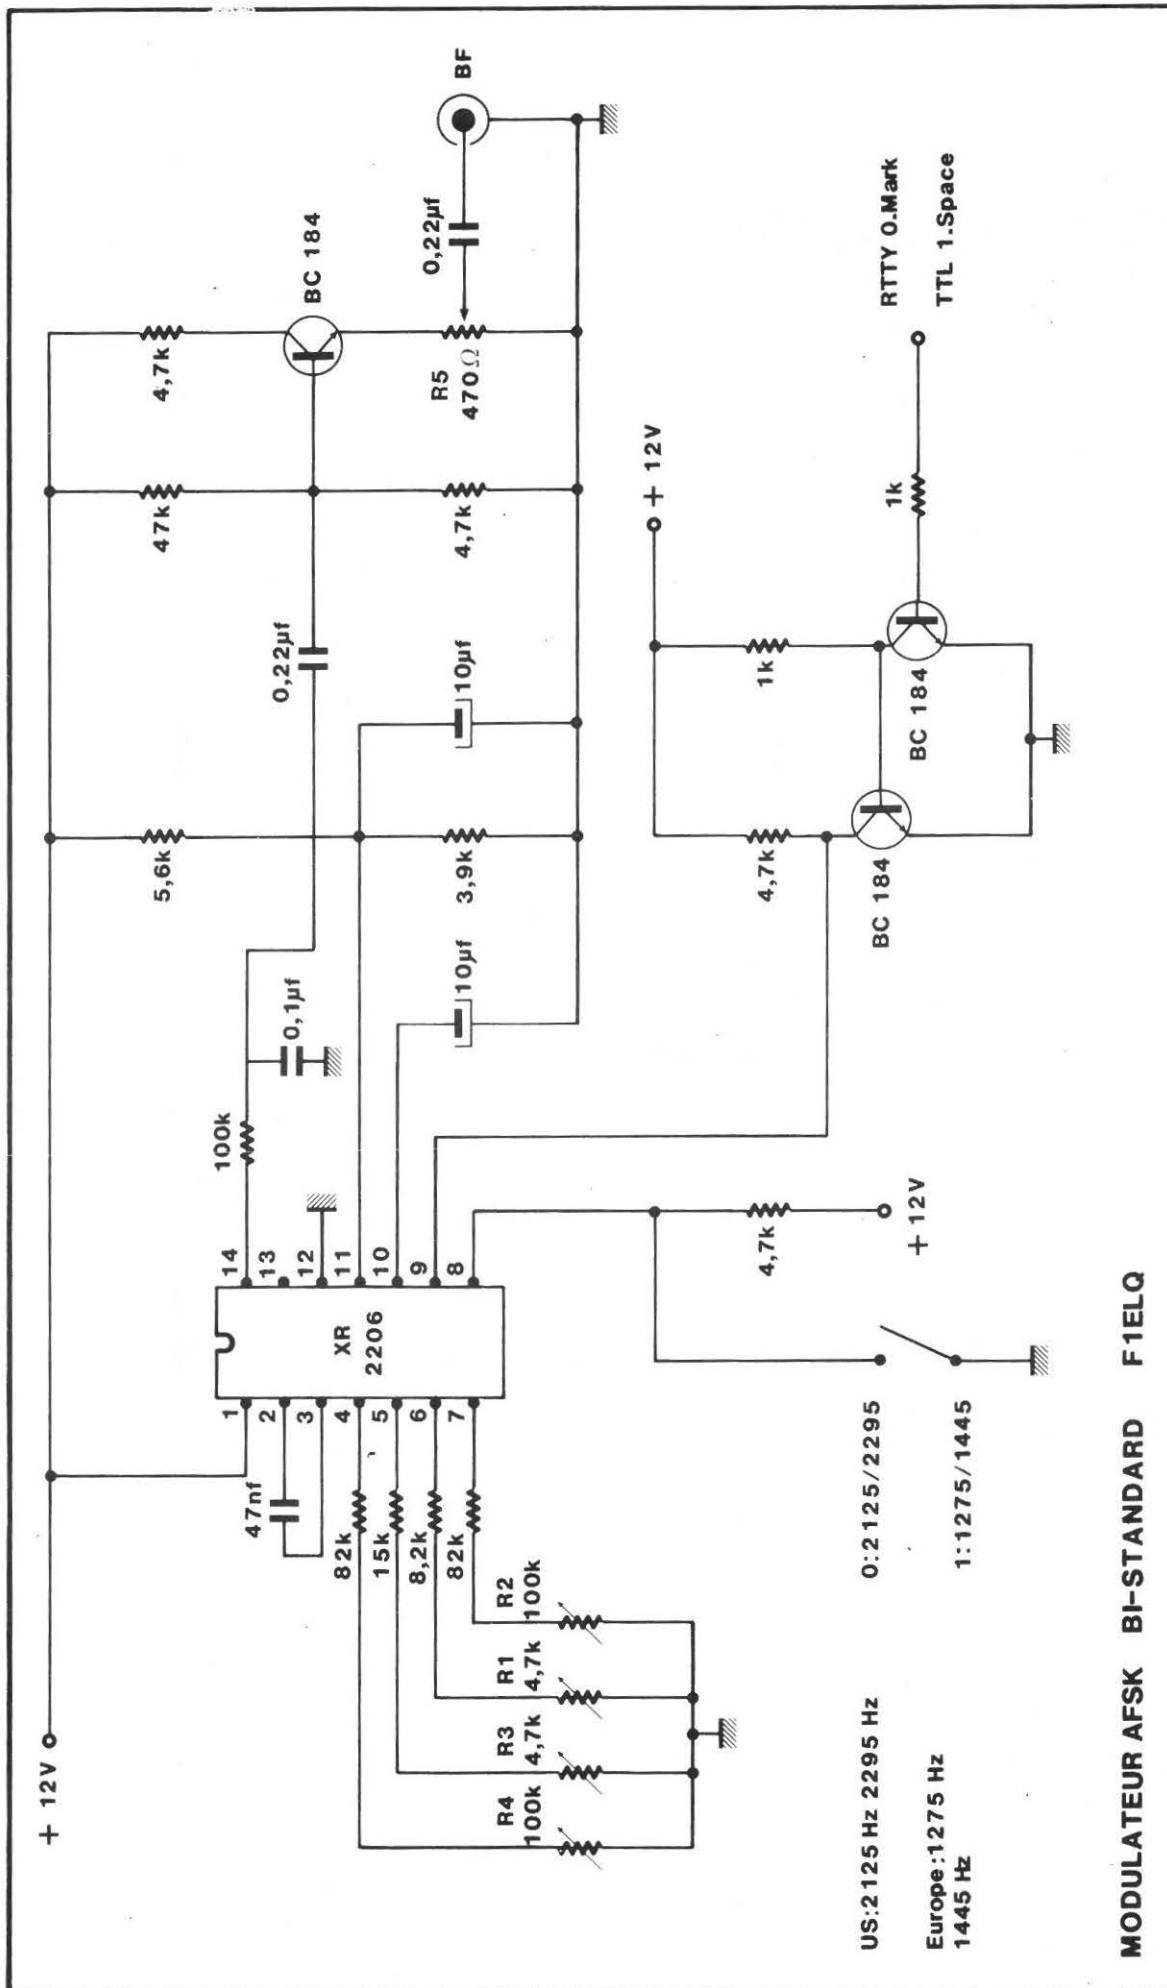 + 12V
BF
BC 184
0,22µf
4,7k
R5
470Ω
47k
4,7k
0,22µf
10µf
5,6k
3,9k
10µf
0,1µf
100k
14
13
12
11
10
9
8
XR
2206
1
2
3
4
5
6
7
47nf
82k
15k
8,2k
82k
R2
100k
R1
4,7k
R3
4,7k
R4
100k
+ 12V
1k
4,7k
BC 184
BC 184
1k
RTTY 0.Mark
TTL 1.Space
4,7k
+ 12V
0:2125/2295
1:1275/1445
US:2125 Hz 2295 Hz
Europe:1275 Hz
1445 Hz
MODULATEUR AFSK BI-STANDARD F1ELQ